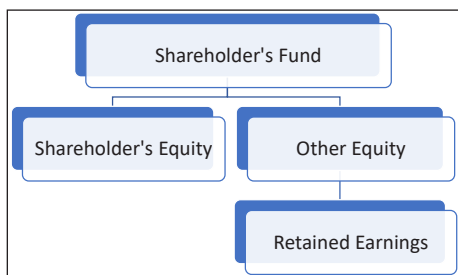 Shareholder's Fund
Shareholder's Equity
Other Equity
Retained Earnings